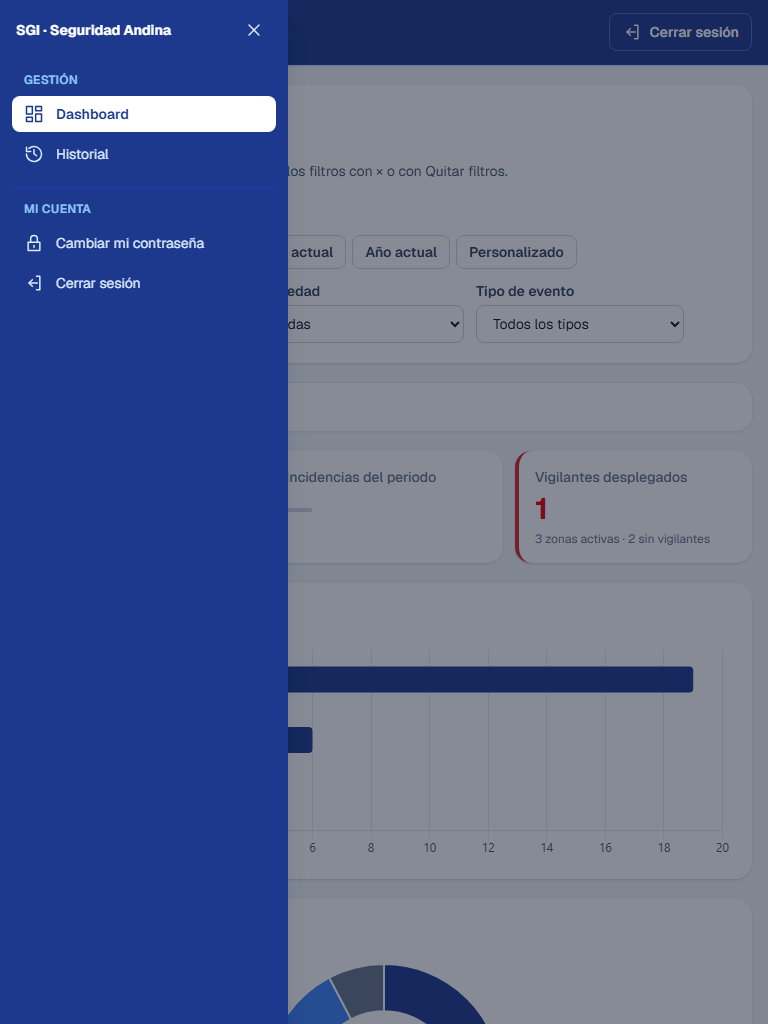 SGI · Seguridad Andina
Cerrar sesión
GESTIÓN
Dashboard
Historial
los filtros con × o con Quitar filtros.
MI CUENTA
Cambiar mi contraseña
Cerrar sesión
actual
Año actual
Personalizado
edad
Tipo de evento
das
Todos los tipos
ncidencias del periodo
Vigilantes desplegados
1
3 zonas activas · 2 sin vigilantes
6 8 10 12 14 16 18 20